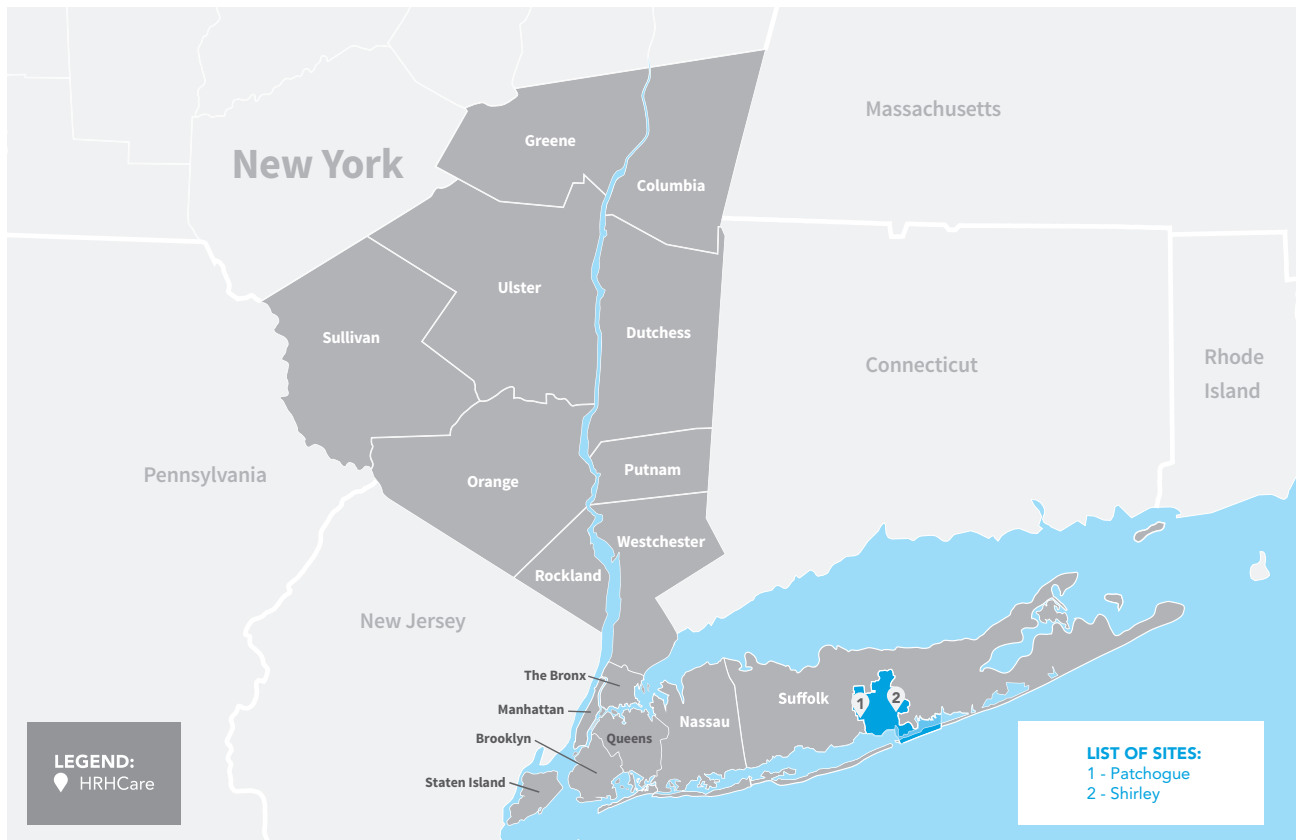 Massachusetts
Greene
New York
Columbia
Ulster
Dutchess
Sullivan
Connecticut
Rhode
Island
Pennsylvania
Putnam
Orange
Westchester
Rockland
New Jersey
The Bronx
Manhattan
Suffolk
1
2
Nassau
Brooklyn
Queens
Staten Island
LEGEND:
HRHCare
LIST OF SITES:
1 - Patchogue
2 - Shirley